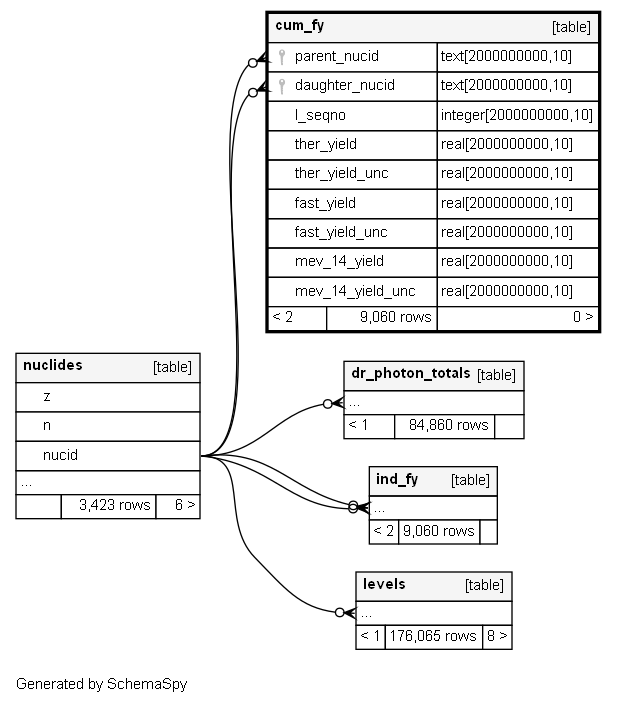 cum_fy [table]
parent_nucid text[2000000000,10]
daughter_nucid text[2000000000,10]
l_seqno integer[2000000000,10]
ther_yield real[2000000000,10]
ther_yield_unc real[2000000000,10]
fast_yield real[2000000000,10]
fast_yield_unc real[2000000000,10]
mev_14_yield real[2000000000,10]
mev_14_yield_unc real[2000000000,10]
< 2 9,060 rows 0 >
nuclides [table]
z
n
nucid
...
3,423 rows 6 >
dr_photon_totals [table]
...
< 1 84,860 rows
ind_fy [table]
...
< 2 9,060 rows
levels [table]
...
< 1 176,065 rows 8 >
Generated by SchemaSpy